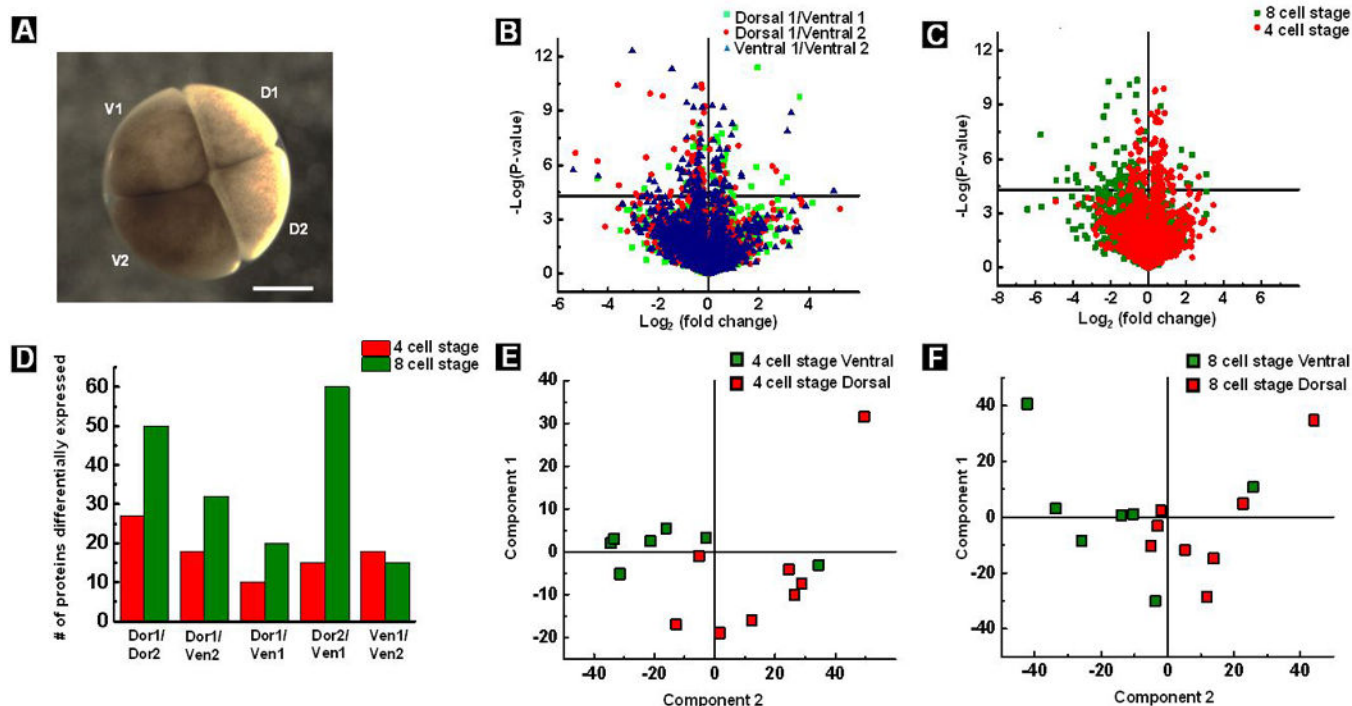 A
V1
D1
V2
D2
B
Dorsal 1/Ventral 1
Dorsal 1/Ventral 2
Ventral 1/Ventral 2
-Log(P-value)
12
9
6
3
0
-6
-4
-2
0
2
4
Log2 (fold change)
C
8 cell stage
4 cell stage
-Log(P-value)
12
9
6
3
0
-8
-6
-4
-2
0
2
4
6
Log2 (fold change)
D
4 cell stage
8 cell stage
# of proteins differentially expressed
60
50
40
30
20
10
0
Dor1/
Dor2
Dor1/
Ven2
Dor1/
Ven1
Dor2/
Ven1
Ven1/
Ven2
E
4 cell stage Ventral
4 cell stage Dorsal
Component 1
40
30
20
10
0
-10
-20
-40
-20
0
20
40
Component 2
F
8 cell stage Ventral
8 cell stage Dorsal
Component 1
40
20
0
-20
-40
-40
-20
0
20
40
Component 2